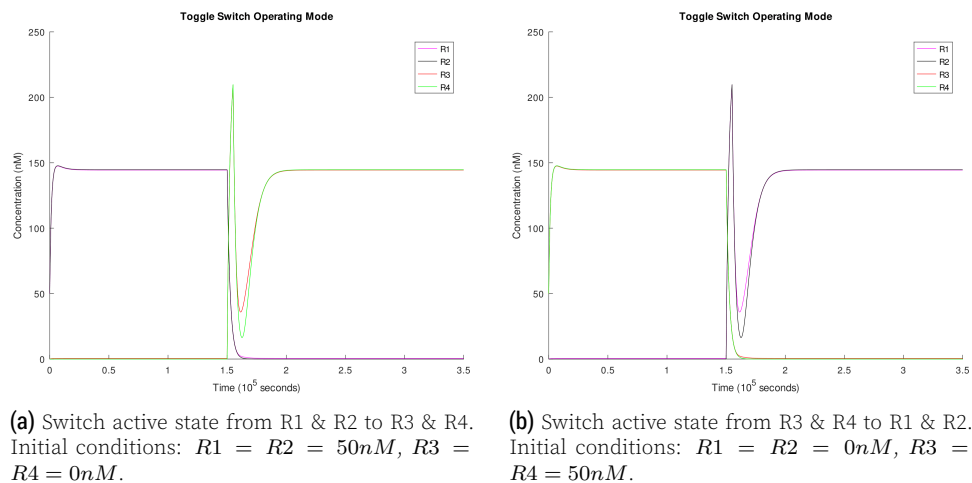 Toggle Switch Operating Mode
250
200
150
100
50
0
Concentration (nM)
R1
R2
R3
R4
0 0.5 1 1.5 2 2.5 3 3.5
Time (10^5 seconds)
(a) Switch active state from R1 & R2 to R3 & R4.
Initial conditions: R1 = R2 = 50nM, R3 =
R4 = 0nM.
Toggle Switch Operating Mode
250
200
150
100
50
0
Concentration (nM)
R1
R2
R3
R4
0 0.5 1 1.5 2 2.5 3 3.5
Time (10^5 seconds)
(b) Switch active state from R3 & R4 to R1 & R2.
Initial conditions: R1 = R2 = 0nM, R3 =
R4 = 50nM.